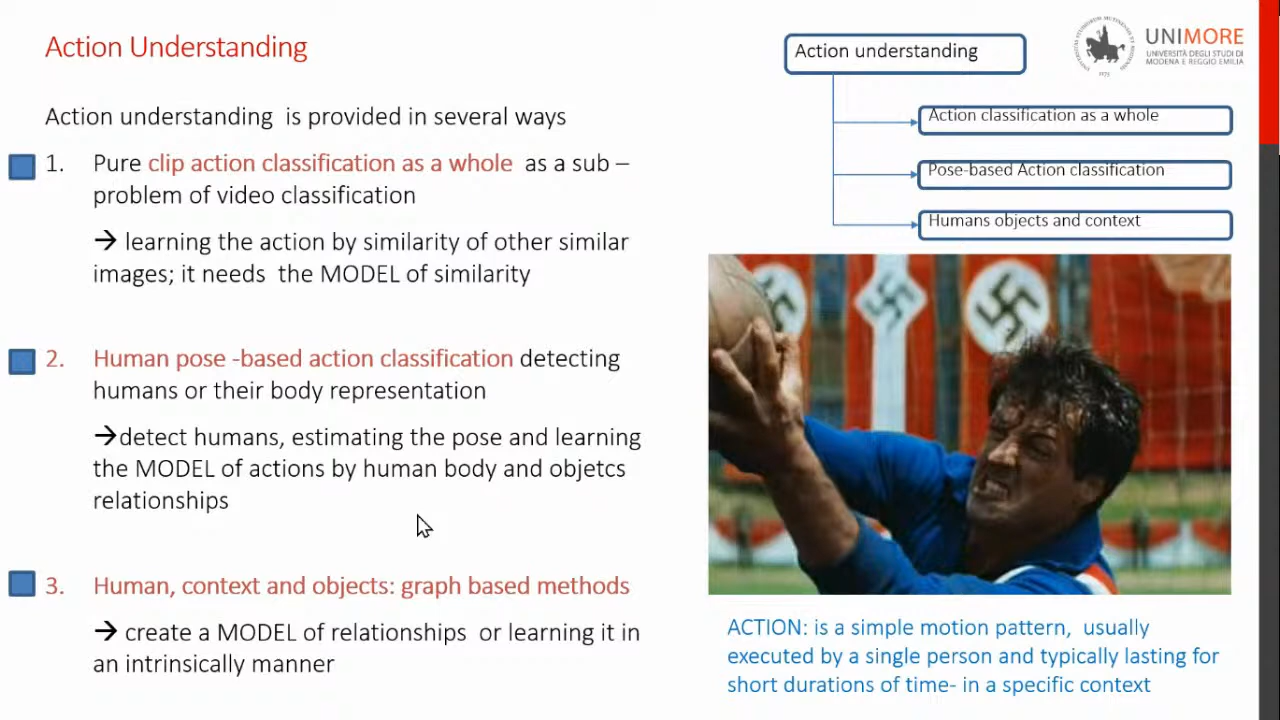 Action Understanding
Action understanding is provided in several ways
1. Pure clip action classification as a whole as a sub –
problem of video classification
→ learning the action by similarity of other similar
images; it needs the MODEL of similarity
2. Human pose -based action classification detecting
humans or their body representation
→detect humans, estimating the pose and learning
the MODEL of actions by human body and objetcs
relationships
3. Human, context and objects: graph based methods
→ create a MODEL of relationships or learning it in
an intrinsically manner
Action understanding
Action classification as a whole
Pose-based Action classification
Humans objects and context
UNIMORE
UNIVERSITÀ DEGLI STUDI DI
MODENA E REGGIO EMILIA
1175
ACTION: is a simple motion pattern, usually
executed by a single person and typically lasting for
short durations of time- in a specific context